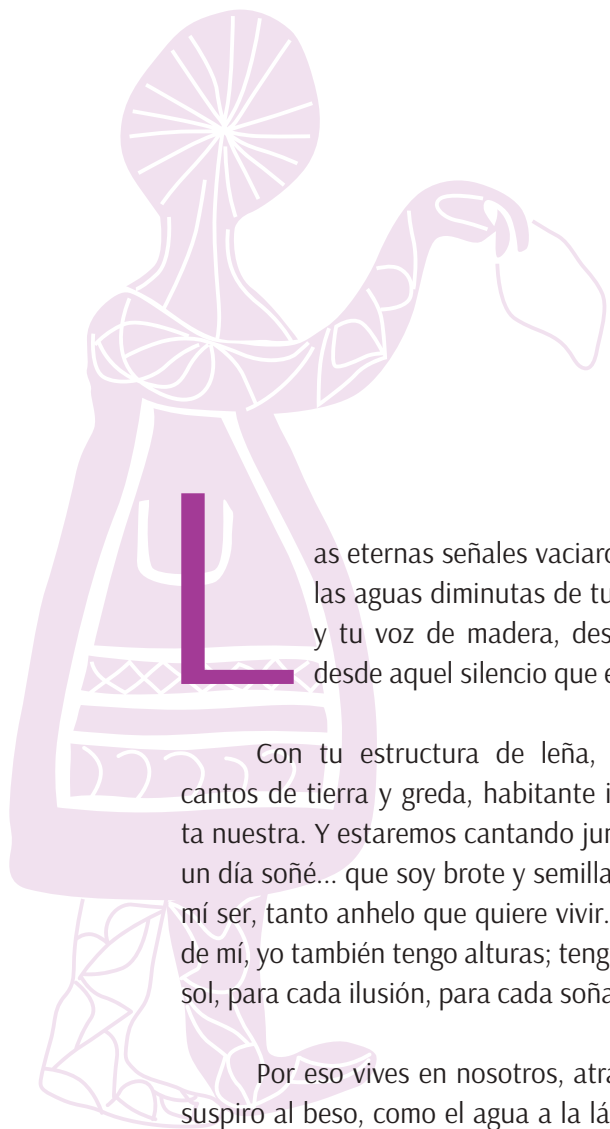 Las eternas señales vaciaro
las aguas diminutas de tu
y tu voz de madera, des
desde aquel silencio que e
Con tu estructura de leña,
cantos de tierra y greda, habitante i
ta nuestra. Y estaremos cantando jun
un día soñé... que soy brote y semilla
mí ser, tanto anhelo que quiere vivir.
de mí, yo también tengo alturas; teng
sol, para cada ilusión, para cada soña
Por eso vives en nosotros, atra
suspiro al beso, como el agua a la lá